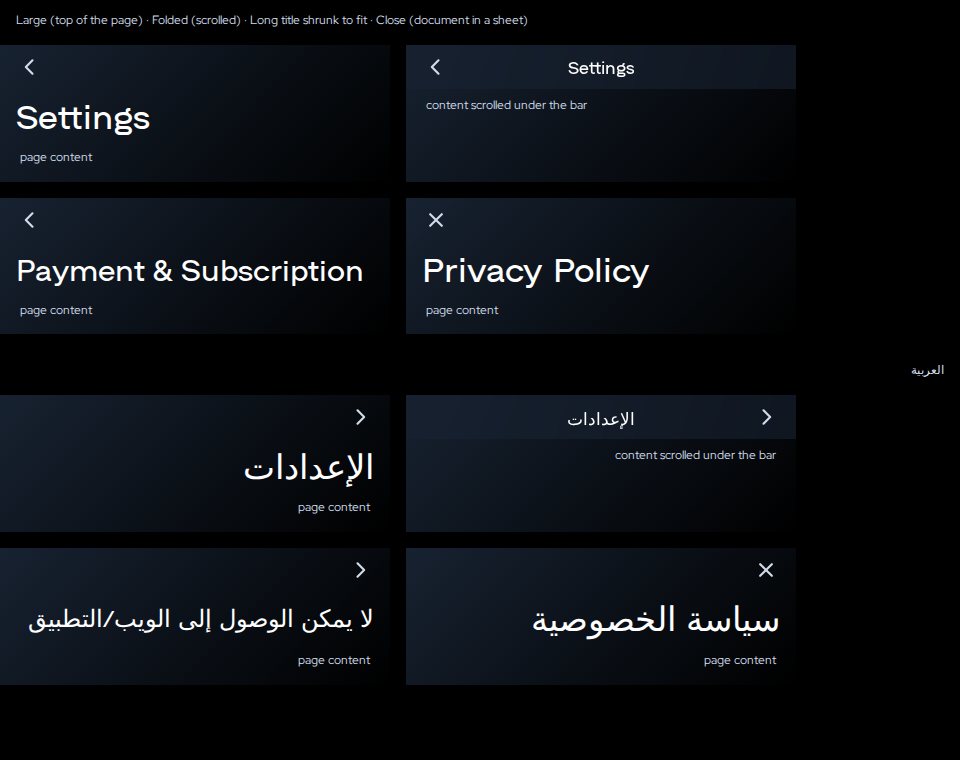 Large (top of the page) · Folded (scrolled) · Long title shrunk to fit · Close (document in a sheet)
Settings
page content
Settings
content scrolled under the bar
Payment & Subscription
page content
Privacy Policy
page content
العربية
الإعدادات
page content
الإعدادات
content scrolled under the bar
لا يمكن الوصول إلى الويب/التطبيق
page content
سياسة الخصوصية
page content